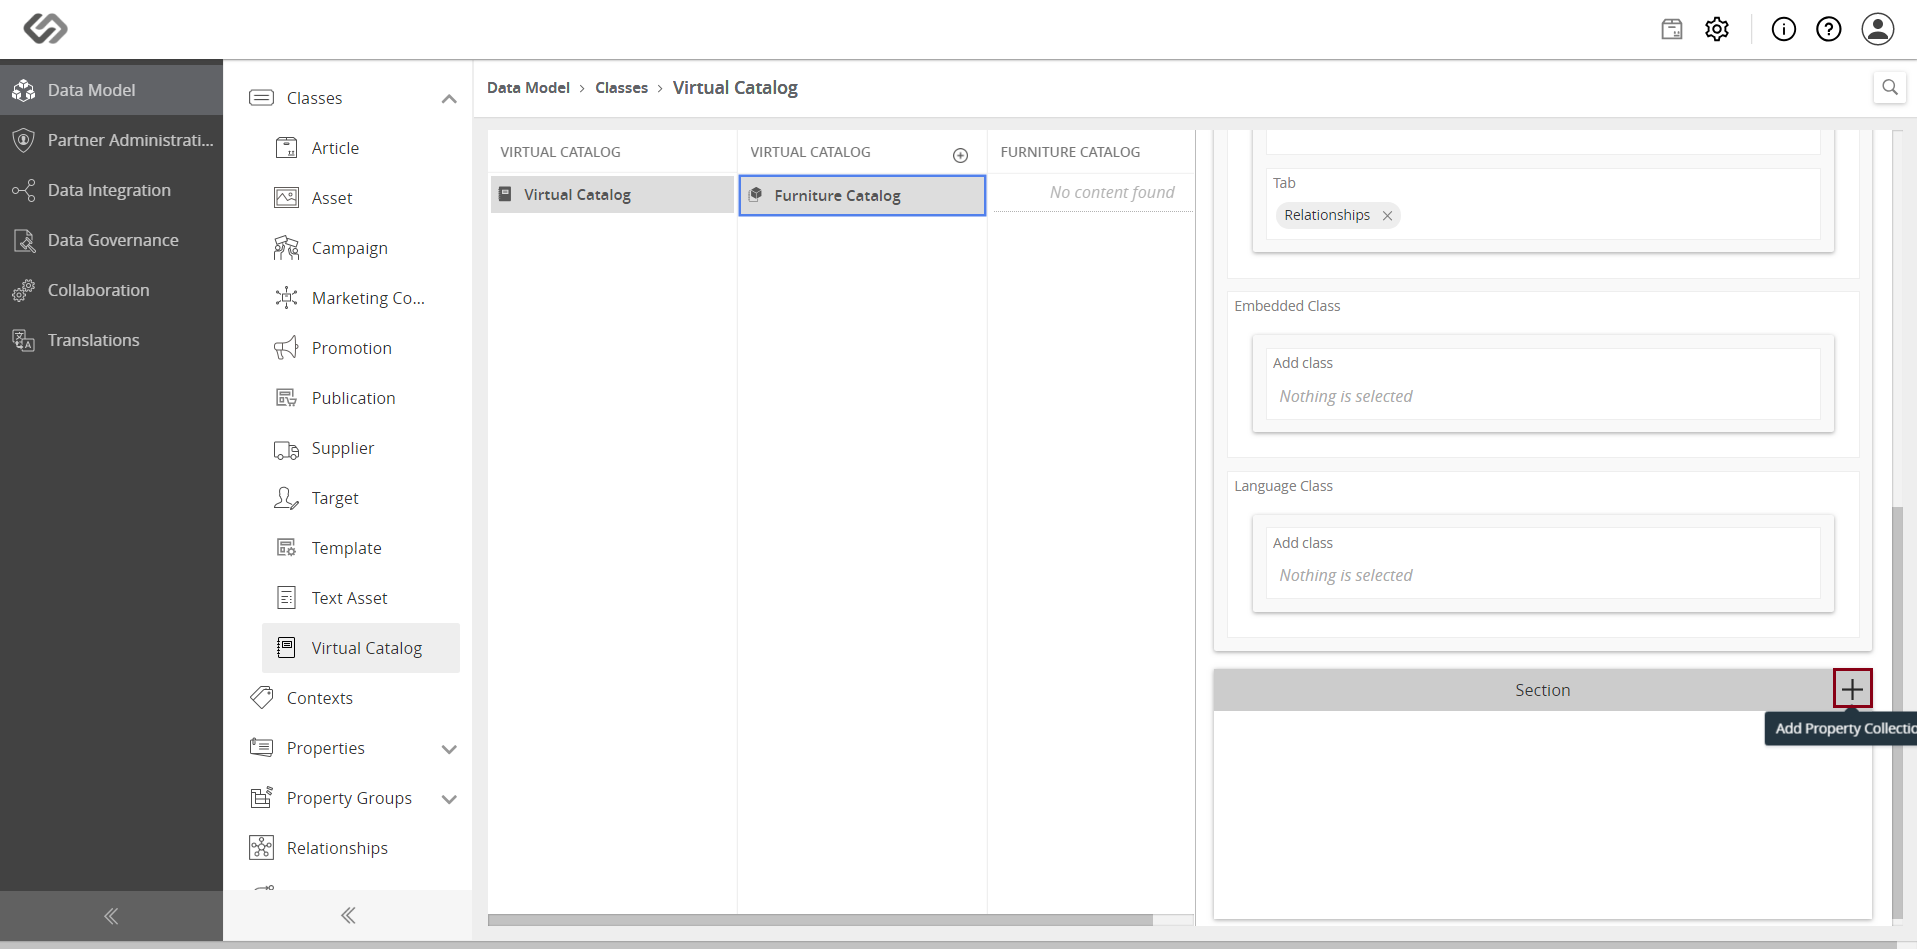 Data Model
Partner Administrati...
Data Integration
Data Governance
Collaboration
Translations
Classes
Article
Asset
Campaign
Marketing Co...
Promotion
Publication
Supplier
Target
Template
Text Asset
Virtual Catalog
Contexts
Properties
Property Groups
Relationships
Data Model > Classes > Virtual Catalog
VIRTUAL CATALOG
Virtual Catalog
VIRTUAL CATALOG
Furniture Catalog
FURNITURE CATALOG
No content found
Tab
Relationships
Embedded Class
Add class
Nothing is selected
Language Class
Add class
Nothing is selected
Section
Add Property Collectio